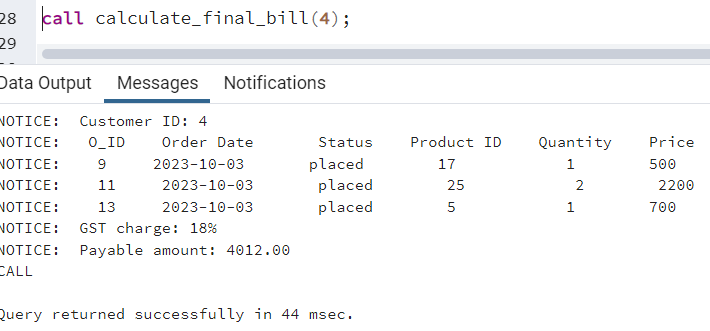 28 call calculate_final_bill(4);
29
Data Output Messages Notifications
NOTICE: Customer ID: 4
NOTICE: O_ID Order Date Status Product ID Quantity Price
NOTICE: 9 2023-10-03 placed 17 1 500
NOTICE: 11 2023-10-03 placed 25 2 2200
NOTICE: 13 2023-10-03 placed 5 1 700
NOTICE: GST charge: 18%
NOTICE: Payable amount: 4012.00
CALL
Query returned successfully in 44 msec.